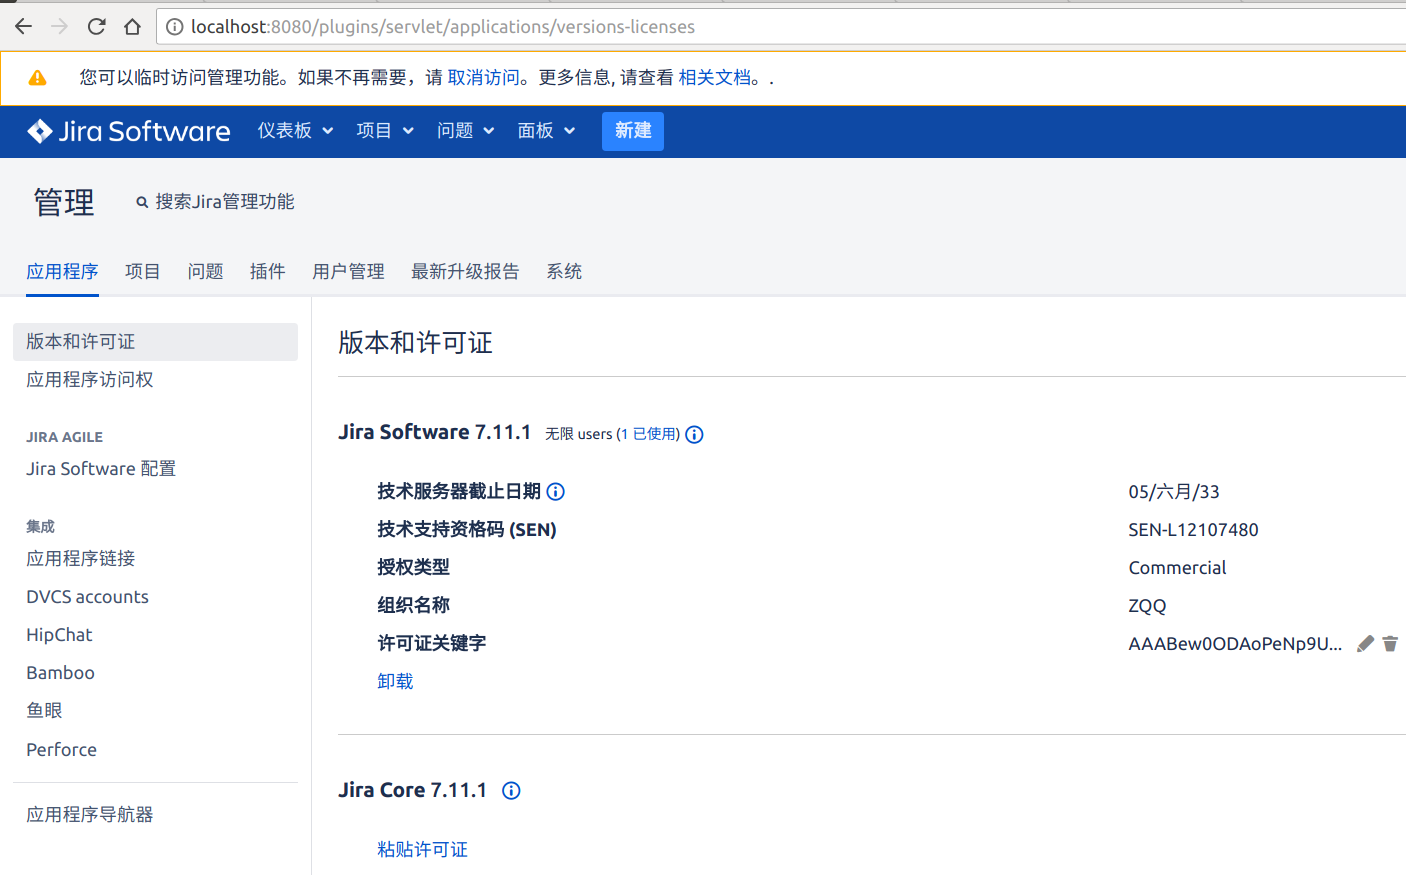 localhost:8080/plugins/servlet/applications/versions-licenses
您可以临时访问管理功能。如果不再需要，请 取消访问。更多信息, 请查看 相关文档。.
Jira Software 仪表板 项目 问题 面板 新建
管理 搜索Jira管理功能
应用程序 项目 问题 插件 用户管理 最新升级报告 系统
版本和许可证
应用程序访问权
JIRA AGILE
Jira Software 配置
集成
应用程序链接
DVCS accounts
HipChat
Bamboo
鱼眼
Perforce
应用程序导航器
版本和许可证
Jira Software 7.11.1 无限 users (1 已使用)
技术服务器截止日期 05/六月/33
技术支持资格码 (SEN) SEN-L12107480
授权类型 Commercial
组织名称 ZQQ
许可证关键字 AAABew0ODAoPeNp9U...
卸载
Jira Core 7.11.1
粘贴许可证